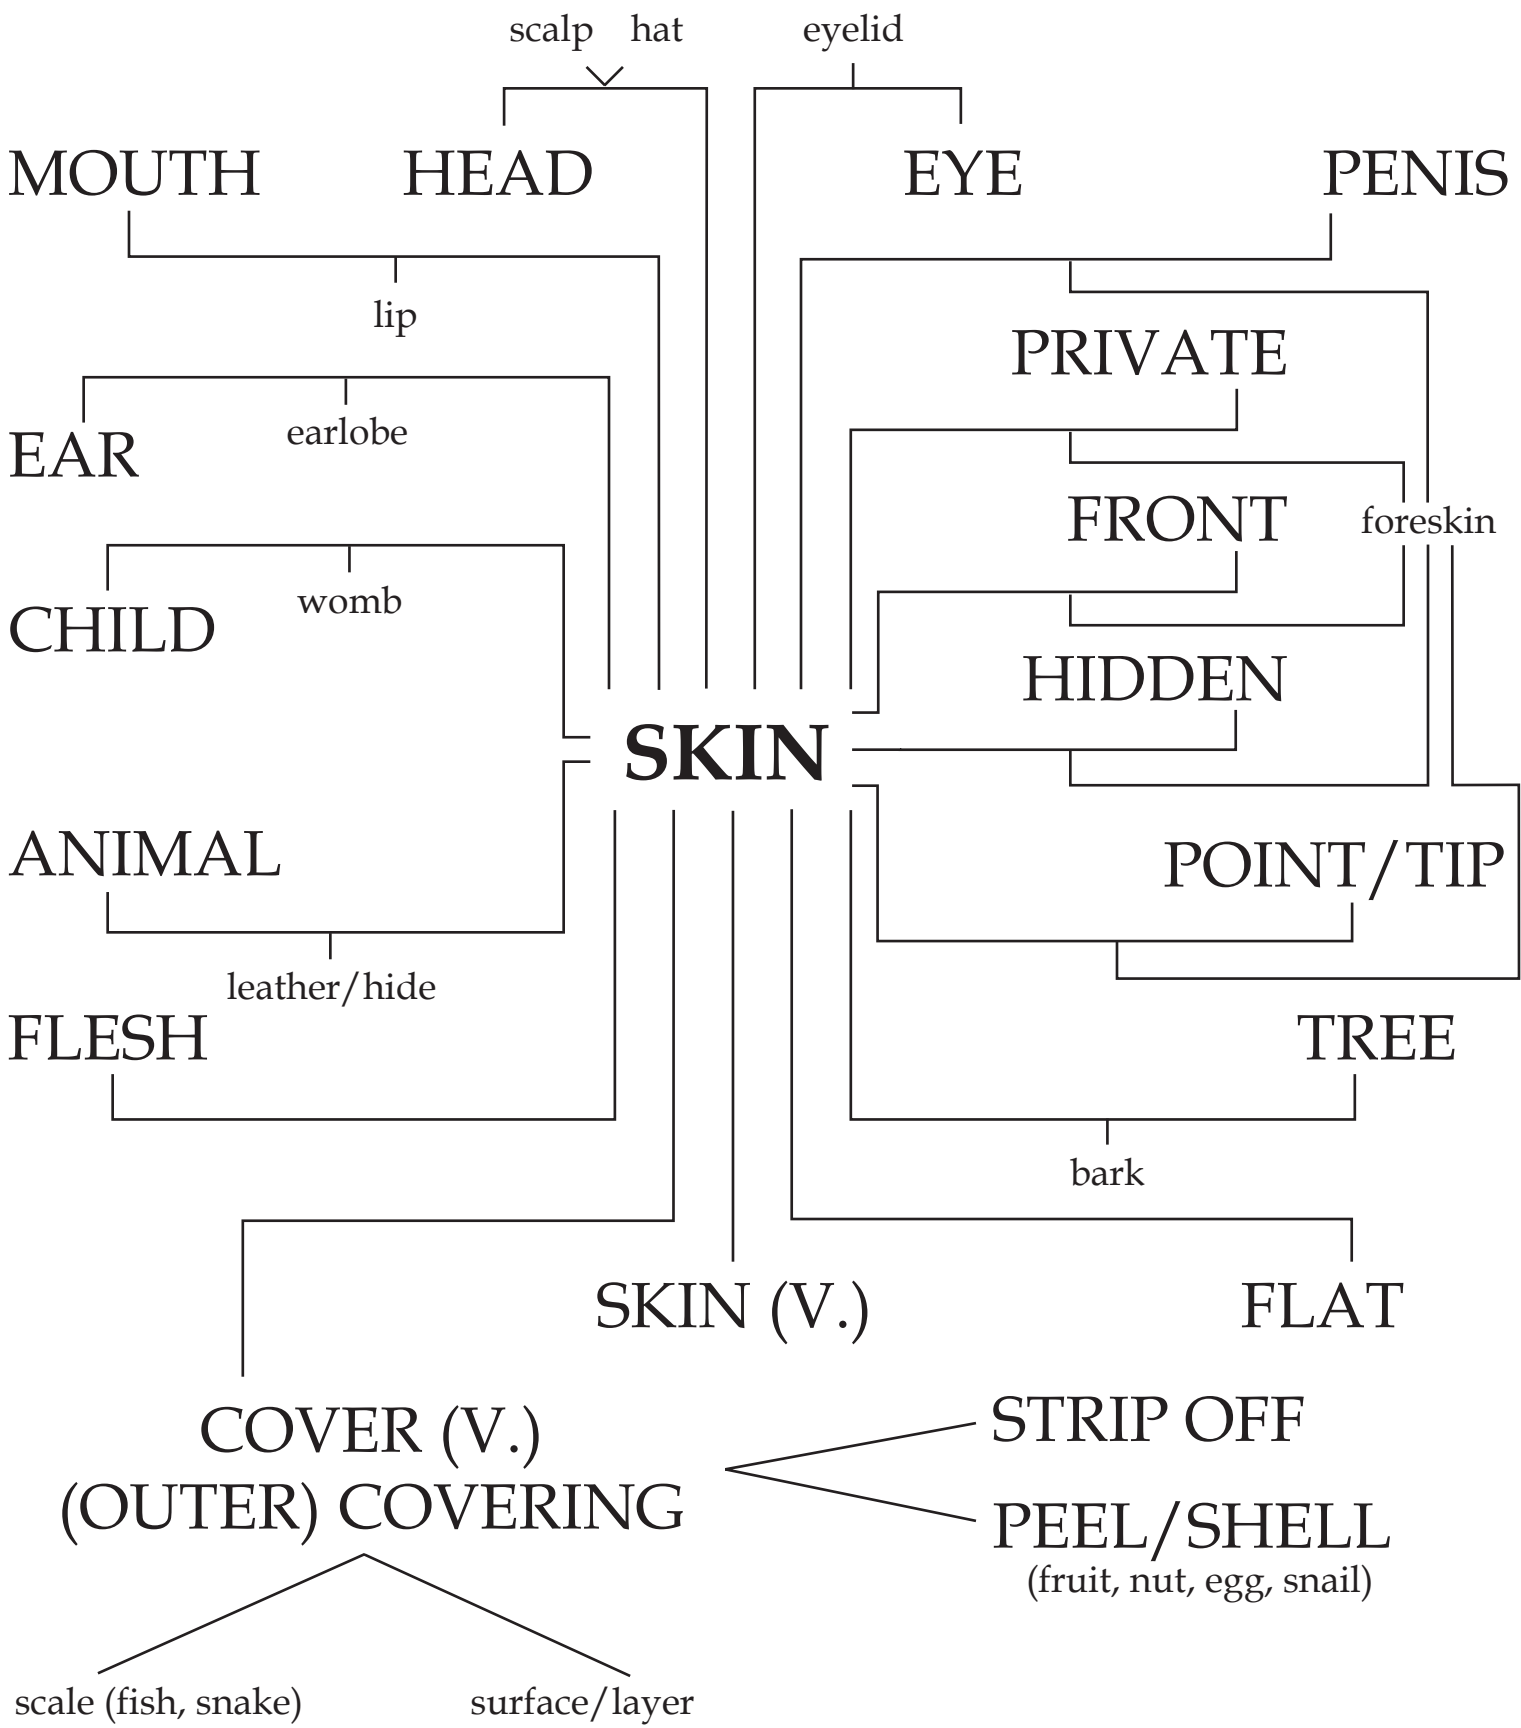 scalp hat eyelid
MOUTH HEAD EYE PENIS
lip
PRIVATE
earlobe
EAR
FRONT foreskin
womb
CHILD
HIDDEN
SKIN
ANIMAL
POINT/TIP
leather/hide
FLESH TREE
bark
SKIN (V.) FLAT
COVER (V.)
STRIP OFF
(OUTER) COVERING
PEEL/SHELL
(fruit, nut, egg, snail)
scale (fish, snake) surface/layer